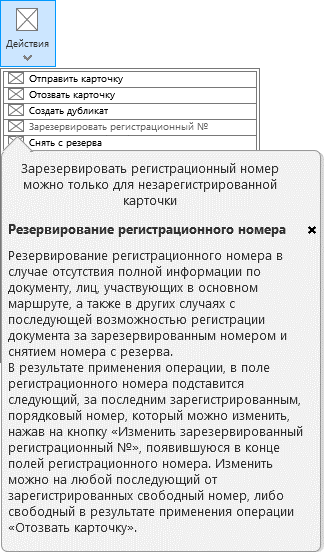 Действия
Отправить карточку
Отозвать карточку
Создать дубликат
Зарезервировать регистрационный №
Снять с резерва
Зарезервировать регистрационный номер
можно только для незарегистрированной
карточки
Резервирование регистрационного номера
Резервирование регистрационного номера в
случае отсутствия полной информации по
документу, лиц, участвующих в основном
маршруте, а также в других случаях с
последующей возможностью регистрации
документа за зарезервированным номером и
снятием номера с резерва.
В результате применения операции, в поле
регистрационного номера подставится
следующий, за последним зарегистрированным,
порядковый номер, который можно изменить,
нажав на кнопку «Изменить зарезервированный
регистрационный №», появившуюся в конце
полей регистрационного номера. Изменить
можно на любой последующий от
зарегистрированных свободный номер, либо
свободный в результате применения операции
«Отозвать карточку».